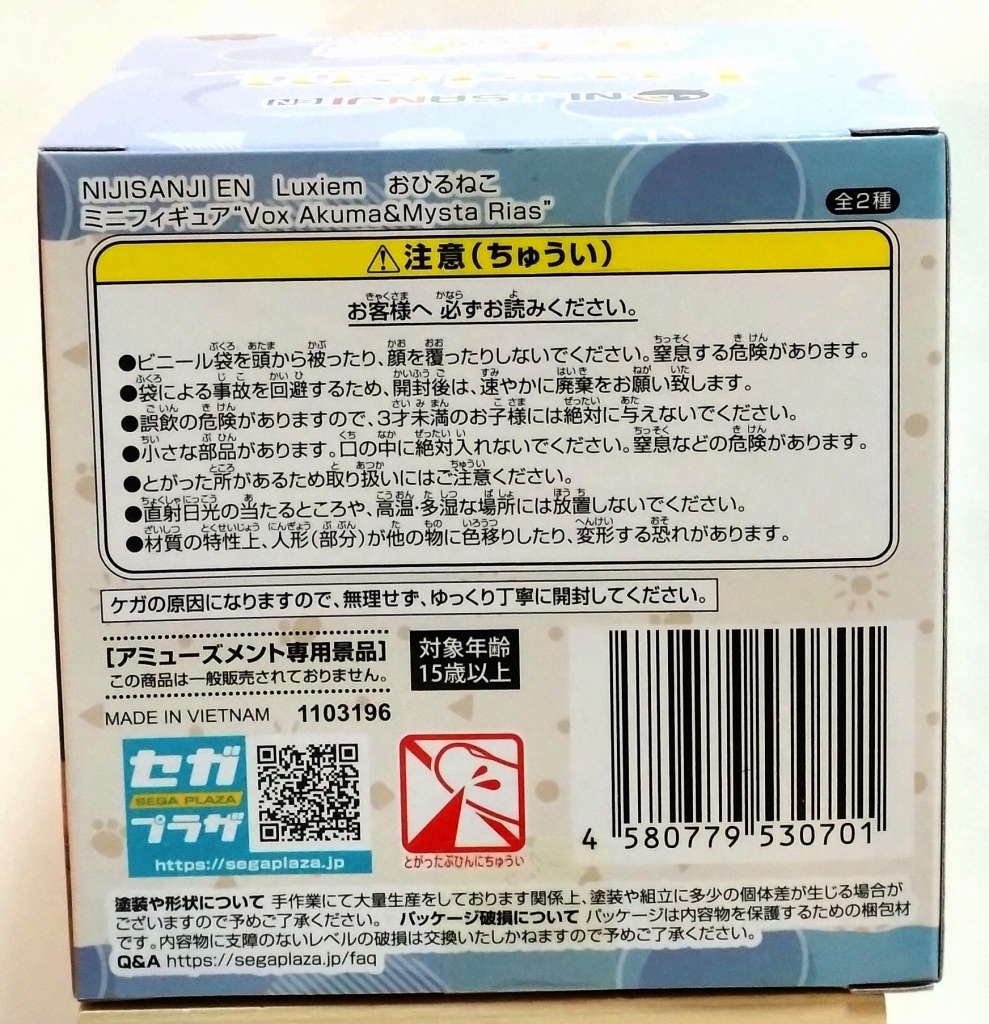 NIJISANJI EN
NIJISANJI EN Luxiem おひるねこ
ミニフィギュア“Vox Akuma&Mysta Rias”
全2種
⚠注意(ちゅうい)
お客様へ 必ずお読みください。
●ビニール袋を頭から被ったり、顔を覆ったりしないでください。窒息する危険があります。
●袋による事故を回避するため、開封後は、速やかに廃棄をお願い致します。
●誤飲の危険がありますので、3才未満のお子様には絶対に与えないでください。
●小さな部品があります。口の中に絶対入れないでください。窒息などの危険があります。
●とがった所があるため取り扱いにはご注意ください。
●直射日光の当たるところや、高温・多湿な場所には放置しないでください。
●材質の特性上、人形(部分)が他の物に色移りしたり、変形する恐れがあります。
ケガの原因になりますので、無理せず、ゆっくり丁寧に開封してください。
[アミューズメント専用景品]
この商品は一般販売されておりません。
対象年齢
15歳以上
MADE IN VIETNAM 1103196
セガ
SEGA PLAZA
プラザ
https://segaplaza.jp
とがったぶひんにちゅうい
4 580779 530701
塗装や形状について 手作業にて大量生産をしております関係上、塗装や組立に多少の個体差が生じる場合が
ございますので予めご了承ください。 パッケージ破損について パッケージは内容物を保護するための梱包材
です。内容物に支障のないレベルの破損は交換いたしかねますので予めご了承ください。
Q&A https://segaplaza.jp/faq